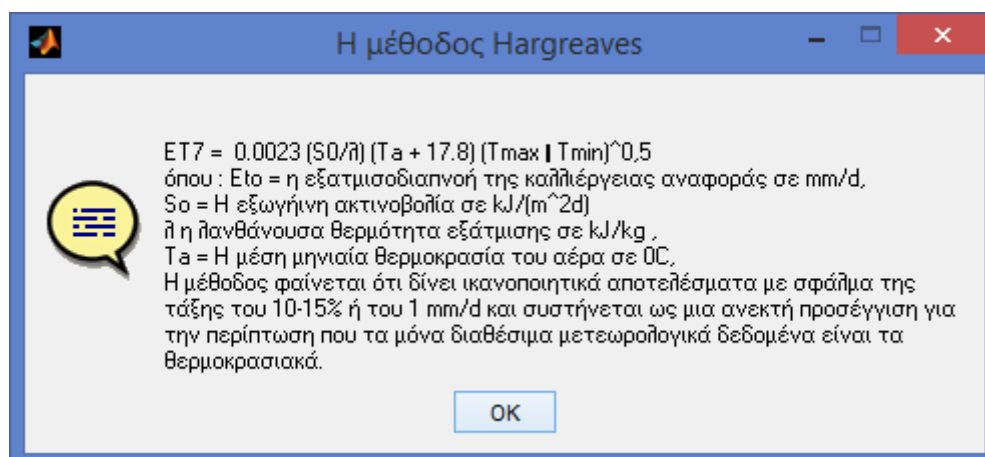 Η μέθοδος Hargreaves
ET7 = 0.0023 (S0/λ) (Ta + 17.8) (Tmax | Tmin)^0,5
όπου : Eto = η εξατμισοδιαπνοή της καλλιέργειας αναφοράς σε mm/d,
So = Η εξωγήινη ακτινοβολία σε kJ/(m^2d)
λ η λανθάνουσα θερμότητα εξάτμισης σε kJ/kg ,
Ta = Η μέση μηνιαία θερμοκρασία του αέρα σε 0C,
Η μέθοδος φαίνεται ότι δίνει ικανοποιητικά αποτελέσματα με σφάλμα της
τάξης του 10-15% ή του 1 mm/d και συστήνεται ως μια ανεκτή προσέγγιση για
την περίπτωση που τα μόνα διαθέσιμα μετεωρολογικά δεδομένα είναι τα
θερμοκρασιακά.
OK